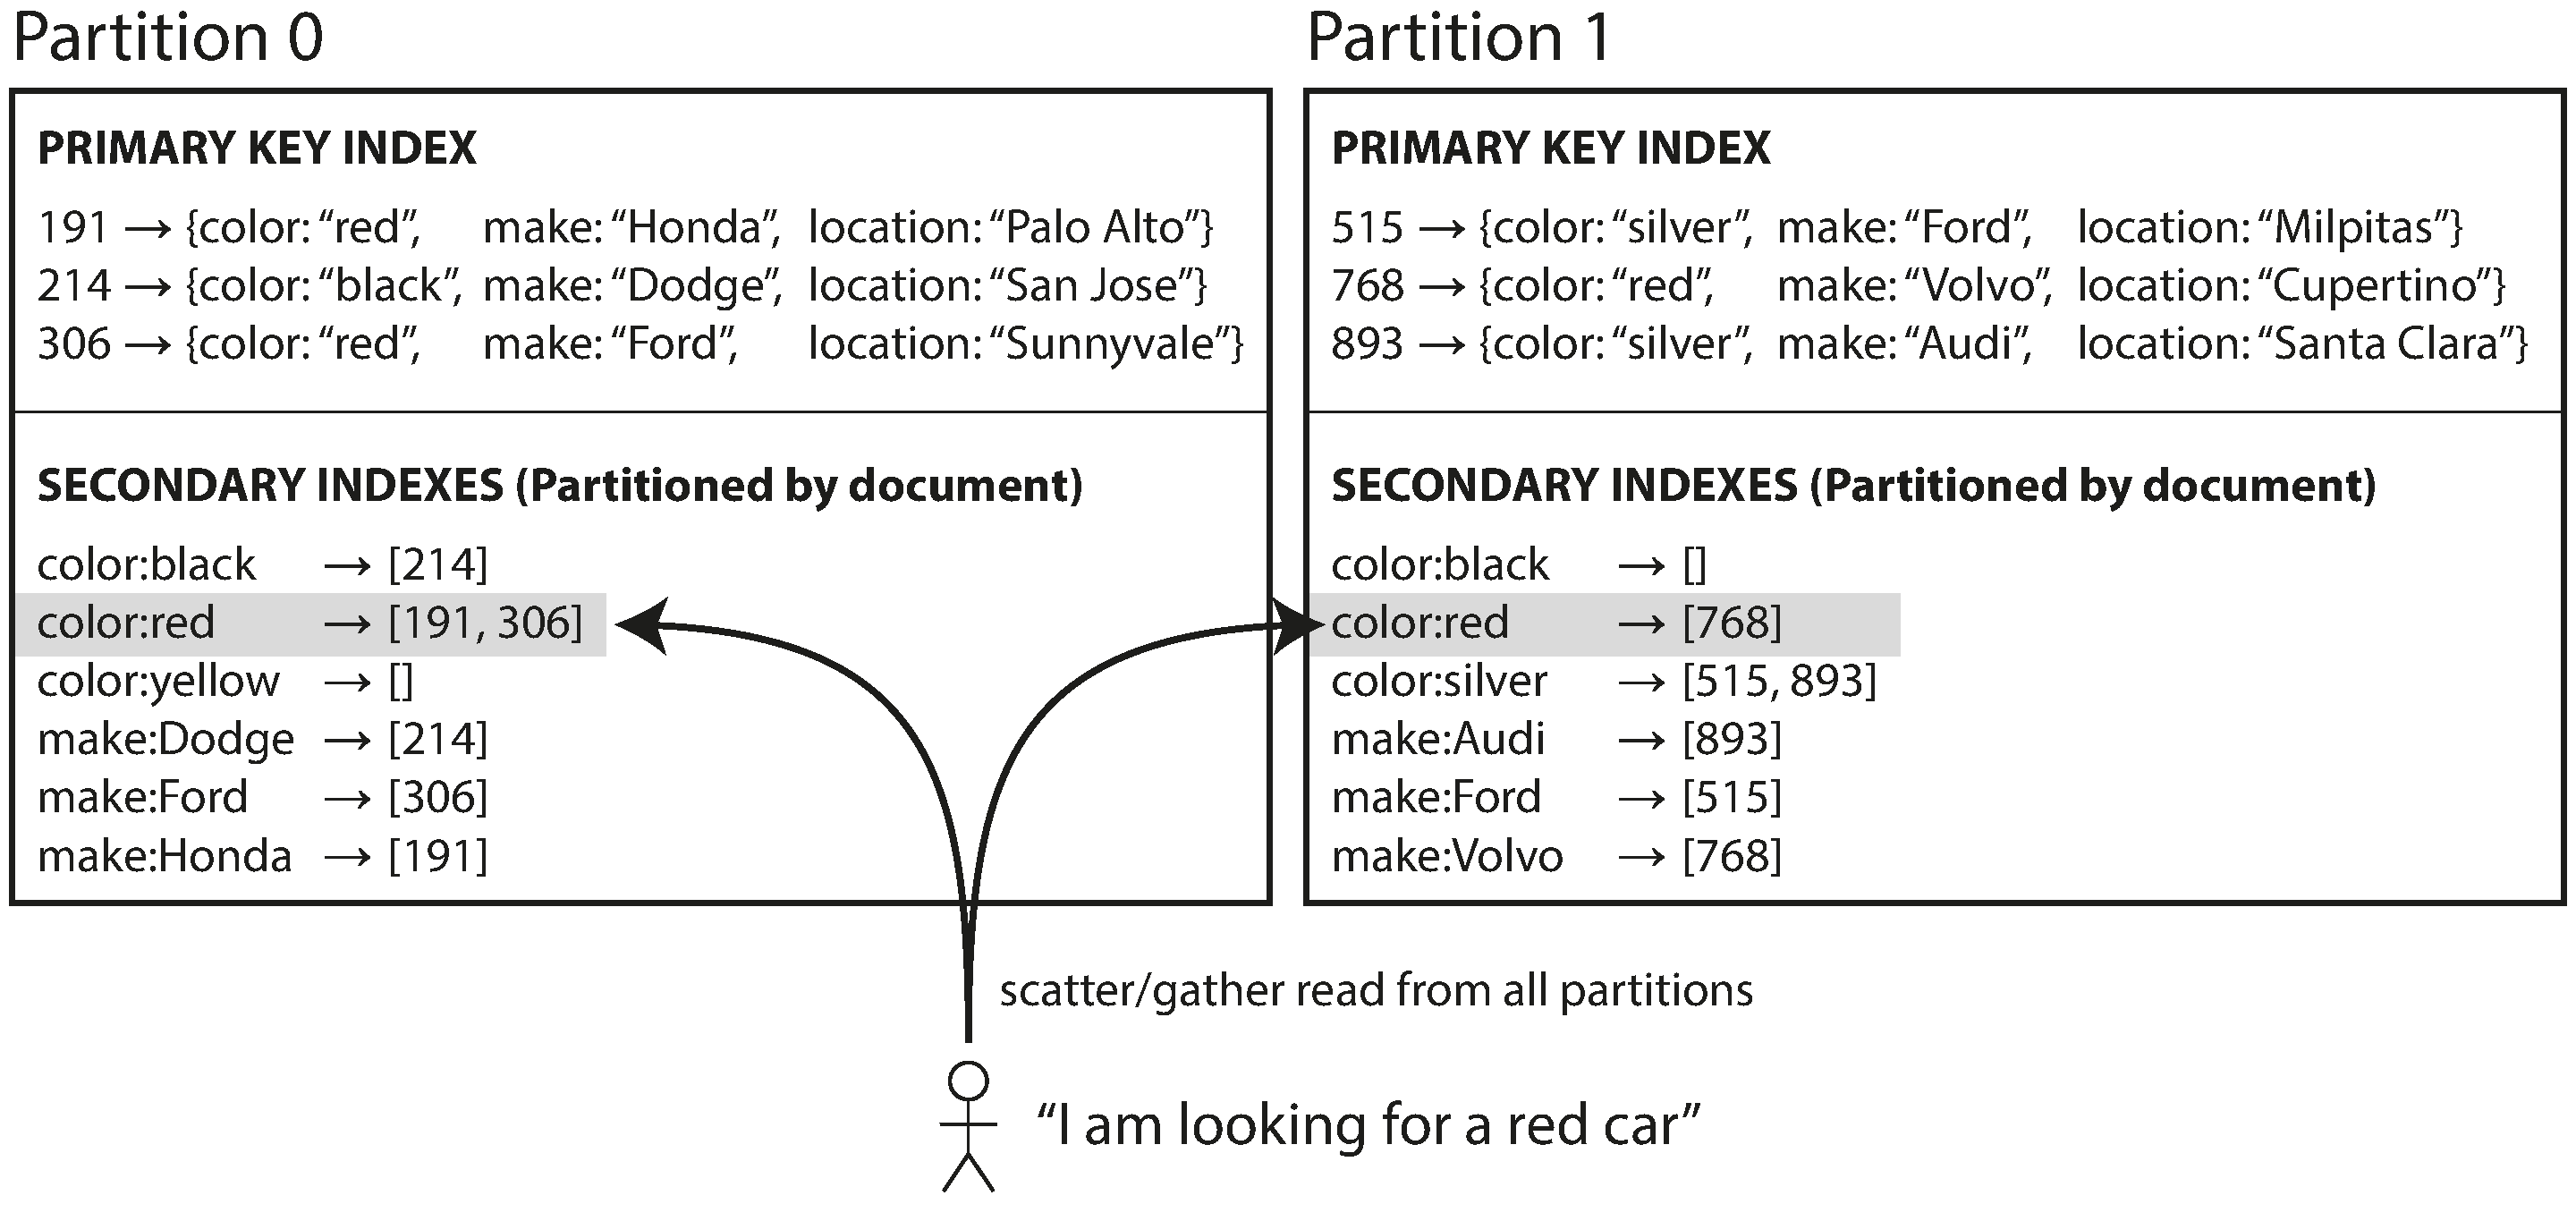 Partition 0
PRIMARY KEY INDEX
191 → {color: “red”, make: “Honda”, location: “Palo Alto”}
214 → {color: “black”, make: “Dodge”, location: “San Jose”}
306 → {color: “red”, make: “Ford”, location: “Sunnyvale”}
SECONDARY INDEXES (Partitioned by document)
color:black → [214]
color:red → [191, 306]
color:yellow → []
make:Dodge → [214]
make:Ford → [306]
make:Honda → [191]
Partition 1
PRIMARY KEY INDEX
515 → {color: “silver”, make: “Ford”, location: “Milpitas”}
768 → {color: “red”, make: “Volvo”, location: “Cupertino”}
893 → {color: “silver”, make: “Audi”, location: “Santa Clara”}
SECONDARY INDEXES (Partitioned by document)
color:black → []
color:red → [768]
color:silver → [515, 893]
make:Audi → [893]
make:Ford → [515]
make:Volvo → [768]
scatter/gather read from all partitions
“I am looking for a red car”